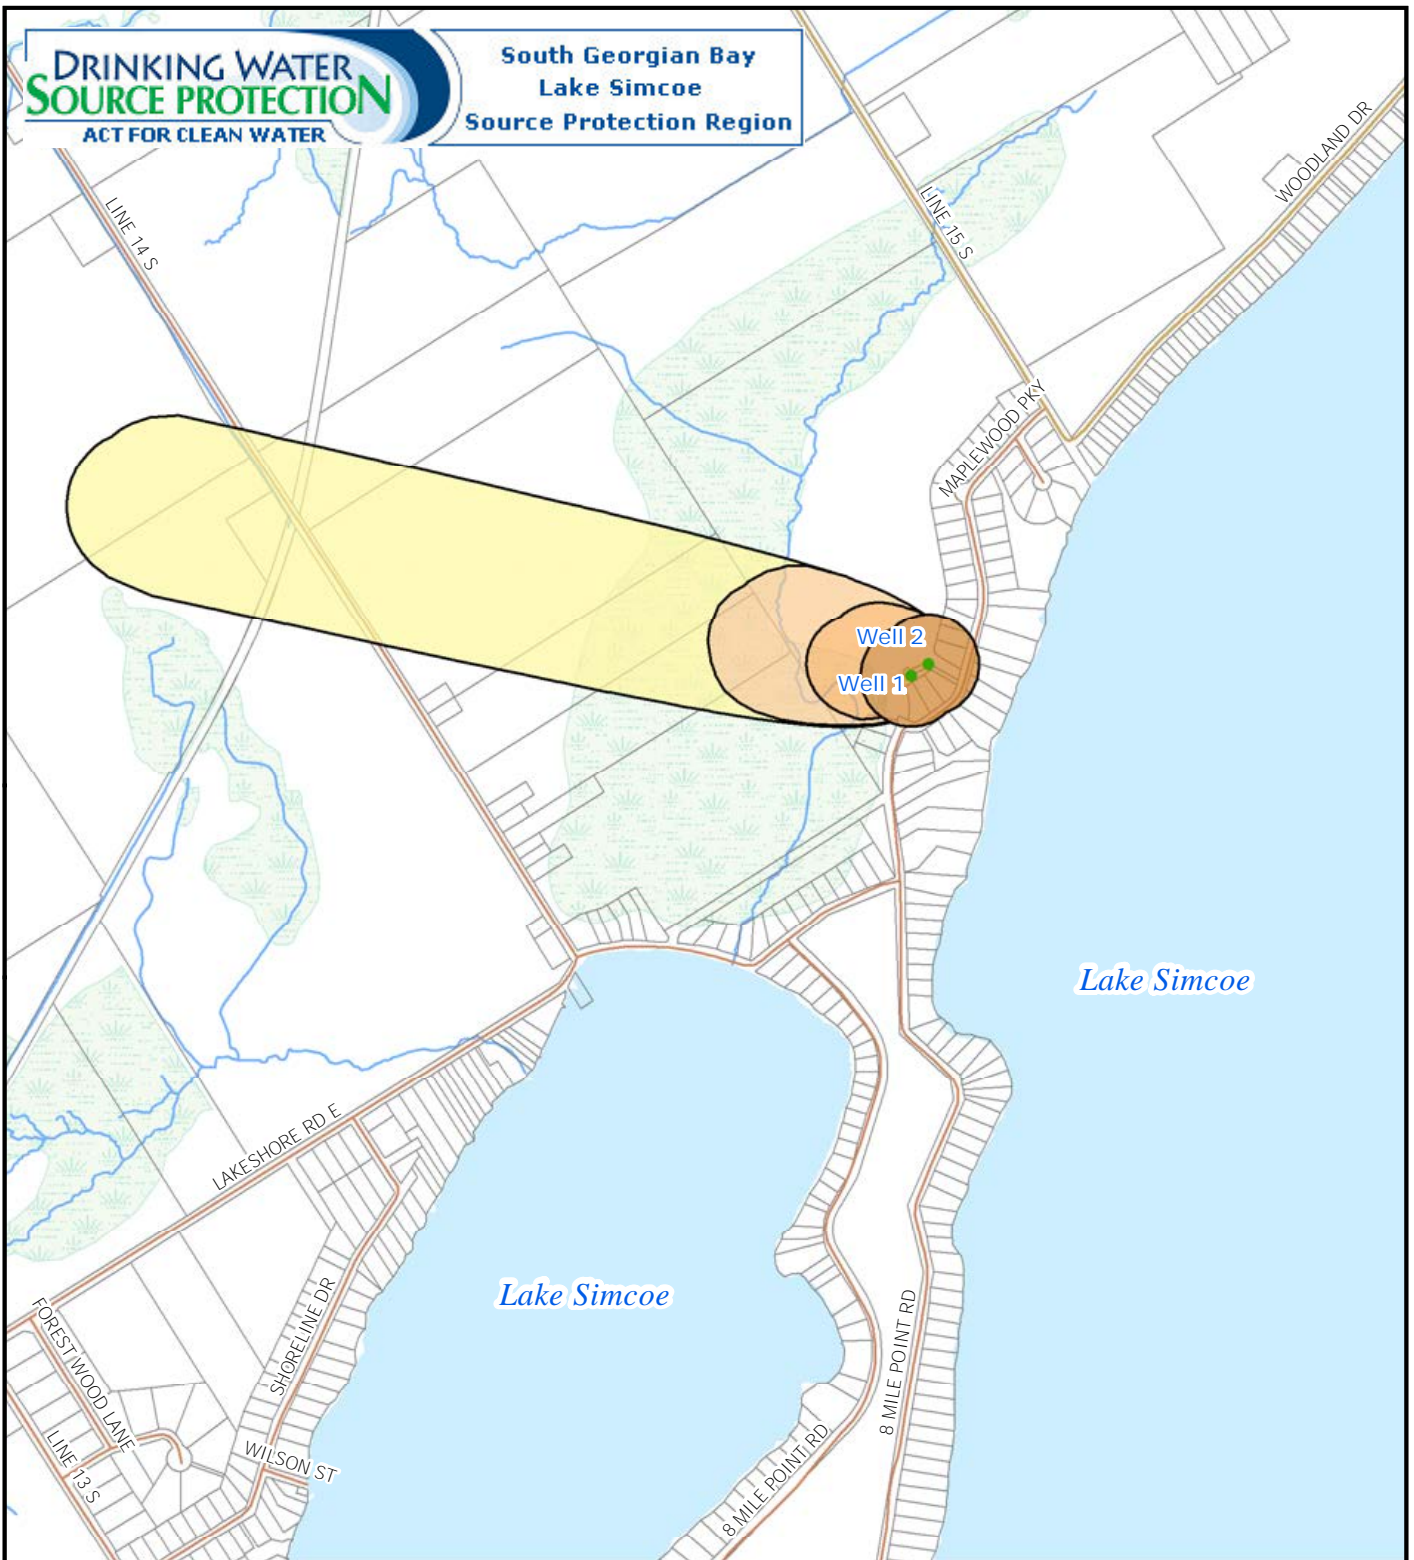 DRINKING WATER
SOURCE PROTECTION
ACT FOR CLEAN WATER
South Georgian Bay
Lake Simcoe
Source Protection Region
WOODLAND DR
LINE 14 S
LINE 15 S
MAPLEWOOD PKY
Well 2
Well 1
Lake Simcoe
LAKESHORE RD E
Lake Simcoe
SHORELINE DR
FOREST WOOD LANE
8 MILE POINT RD
LINE 13 S
WILSON ST
8 MILE POINT RD